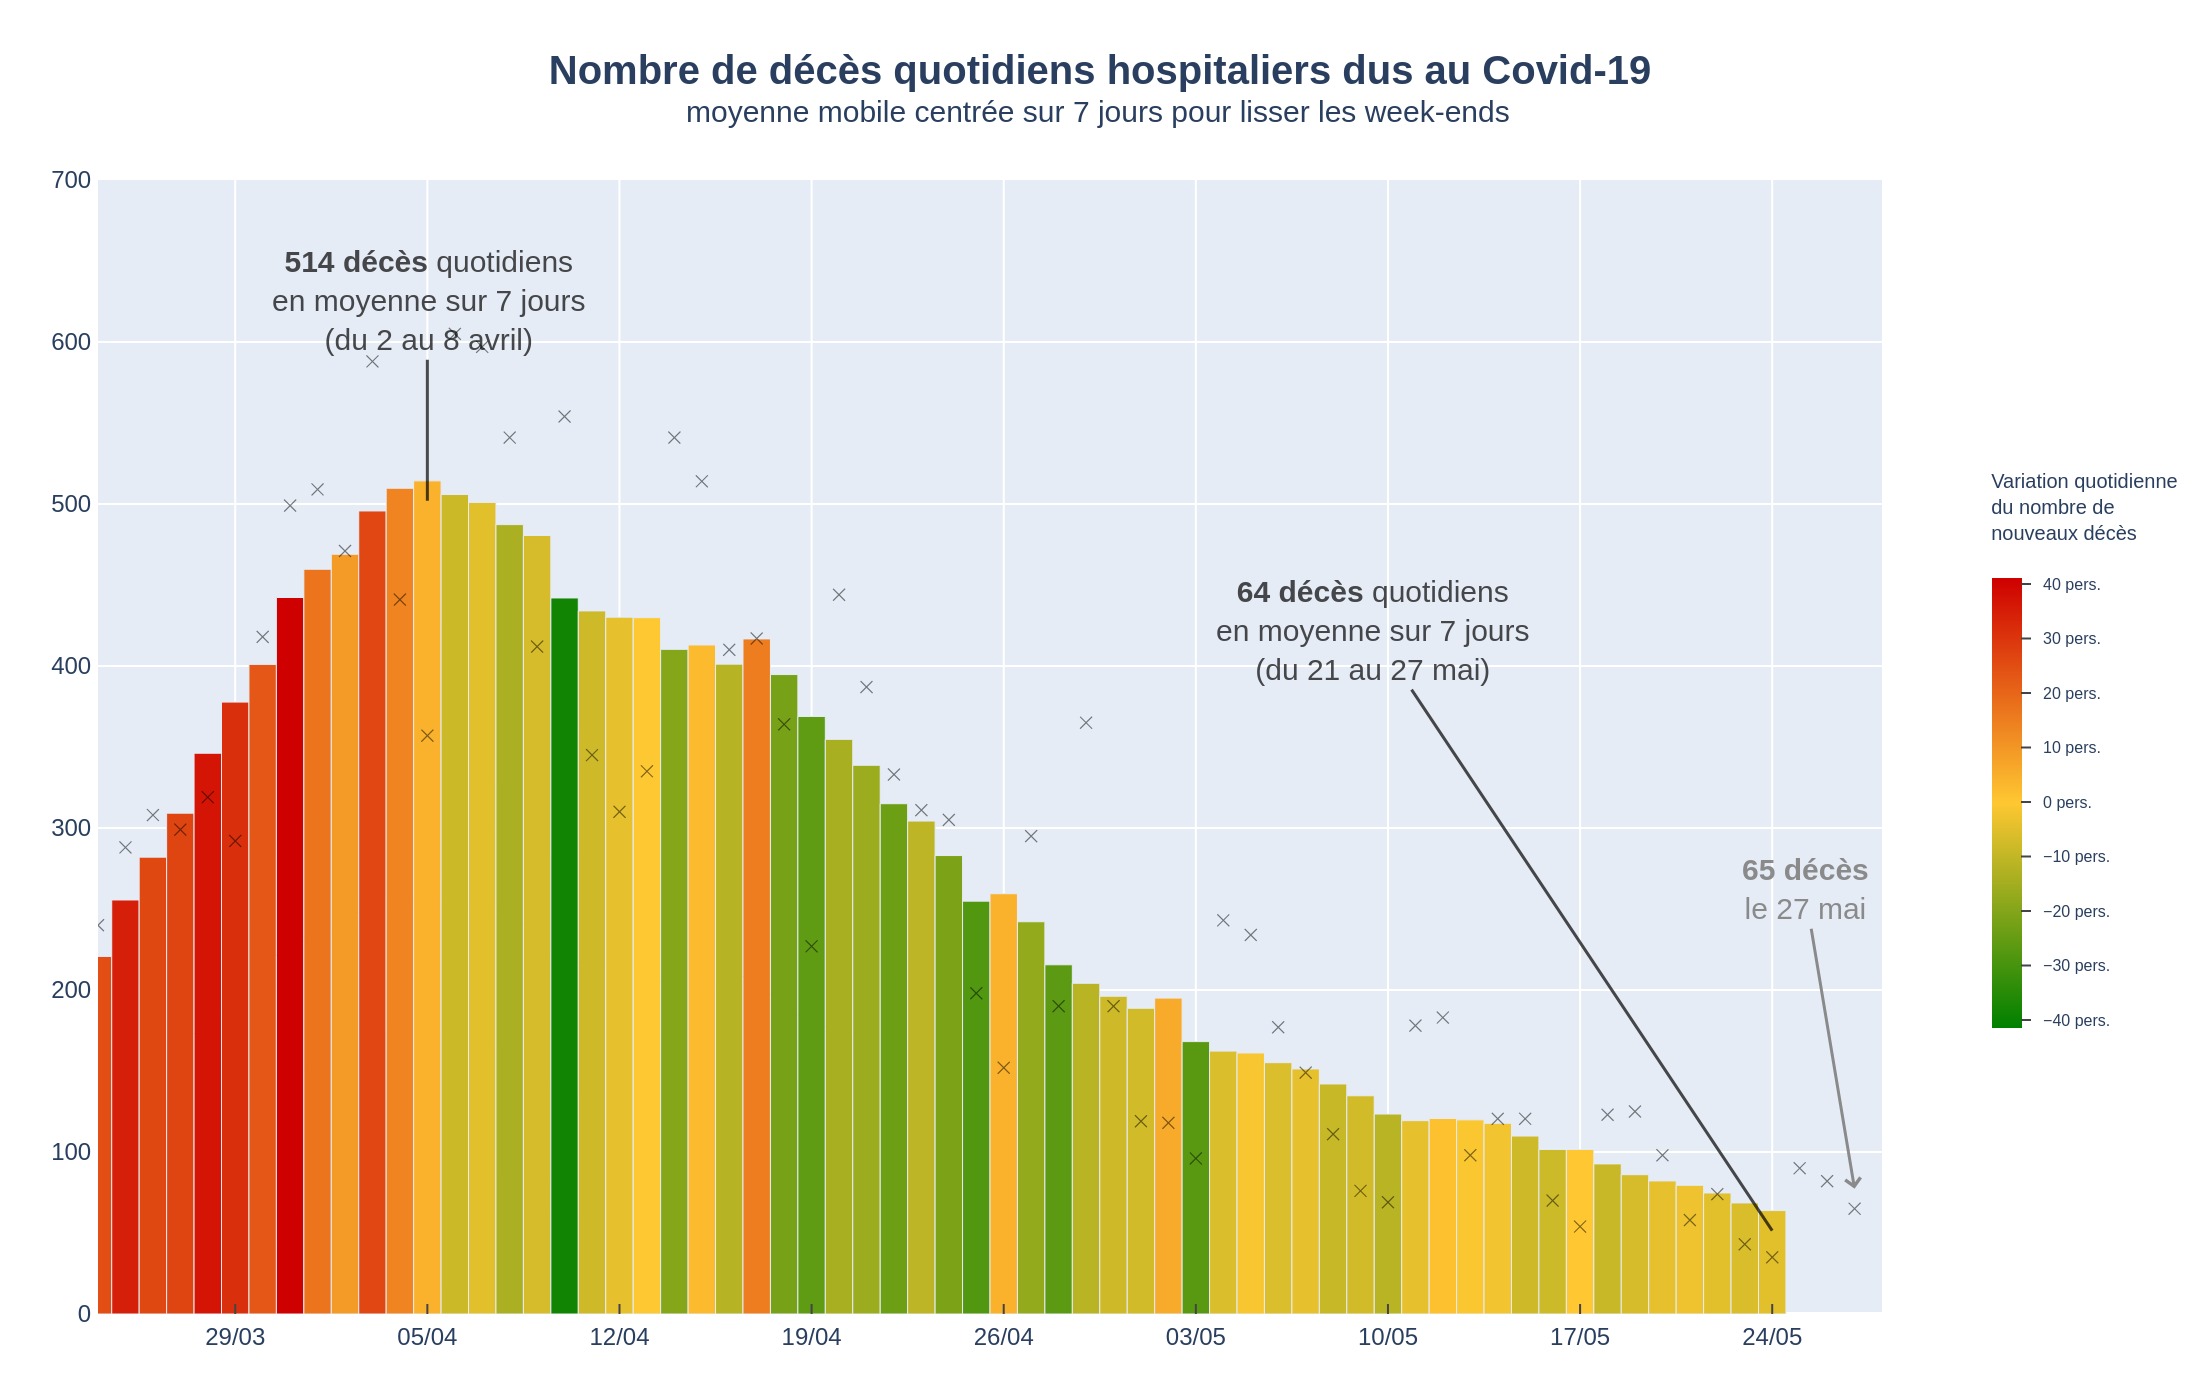 Nombre de décès quotidiens hospitaliers dus au Covid-19
moyenne mobile centrée sur 7 jours pour lisser les week-ends
700
600
500
400
300
200
100
0
514 décès quotidiens
en moyenne sur 7 jours
(du 2 au 8 avril)
64 décès quotidiens
en moyenne sur 7 jours
(du 21 au 27 mai)
65 décès
le 27 mai
29/03 05/04 12/04 19/04 26/04 03/05 10/05 17/05 24/05
Variation quotidienne
du nombre de
nouveaux décès
40 pers.
30 pers.
20 pers.
10 pers.
0 pers.
−10 pers.
−20 pers.
−30 pers.
−40 pers.